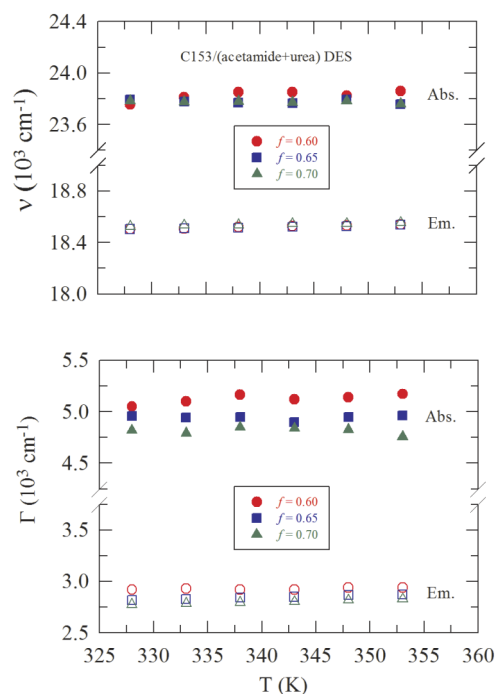 24.4
C153/(acetamide+urea) DES
24.0
Abs.
23.6
f = 0.60
f = 0.65
f = 0.70
ν (10³ cm⁻¹)
18.8
Em.
18.4
18.0
5.5
5.0
Abs.
4.5
Γ (10³ cm⁻¹)
f = 0.60
f = 0.65
f = 0.70
3.5
3.0
Em.
2.5
325 330 335 340 345 350 355 360
T (K)